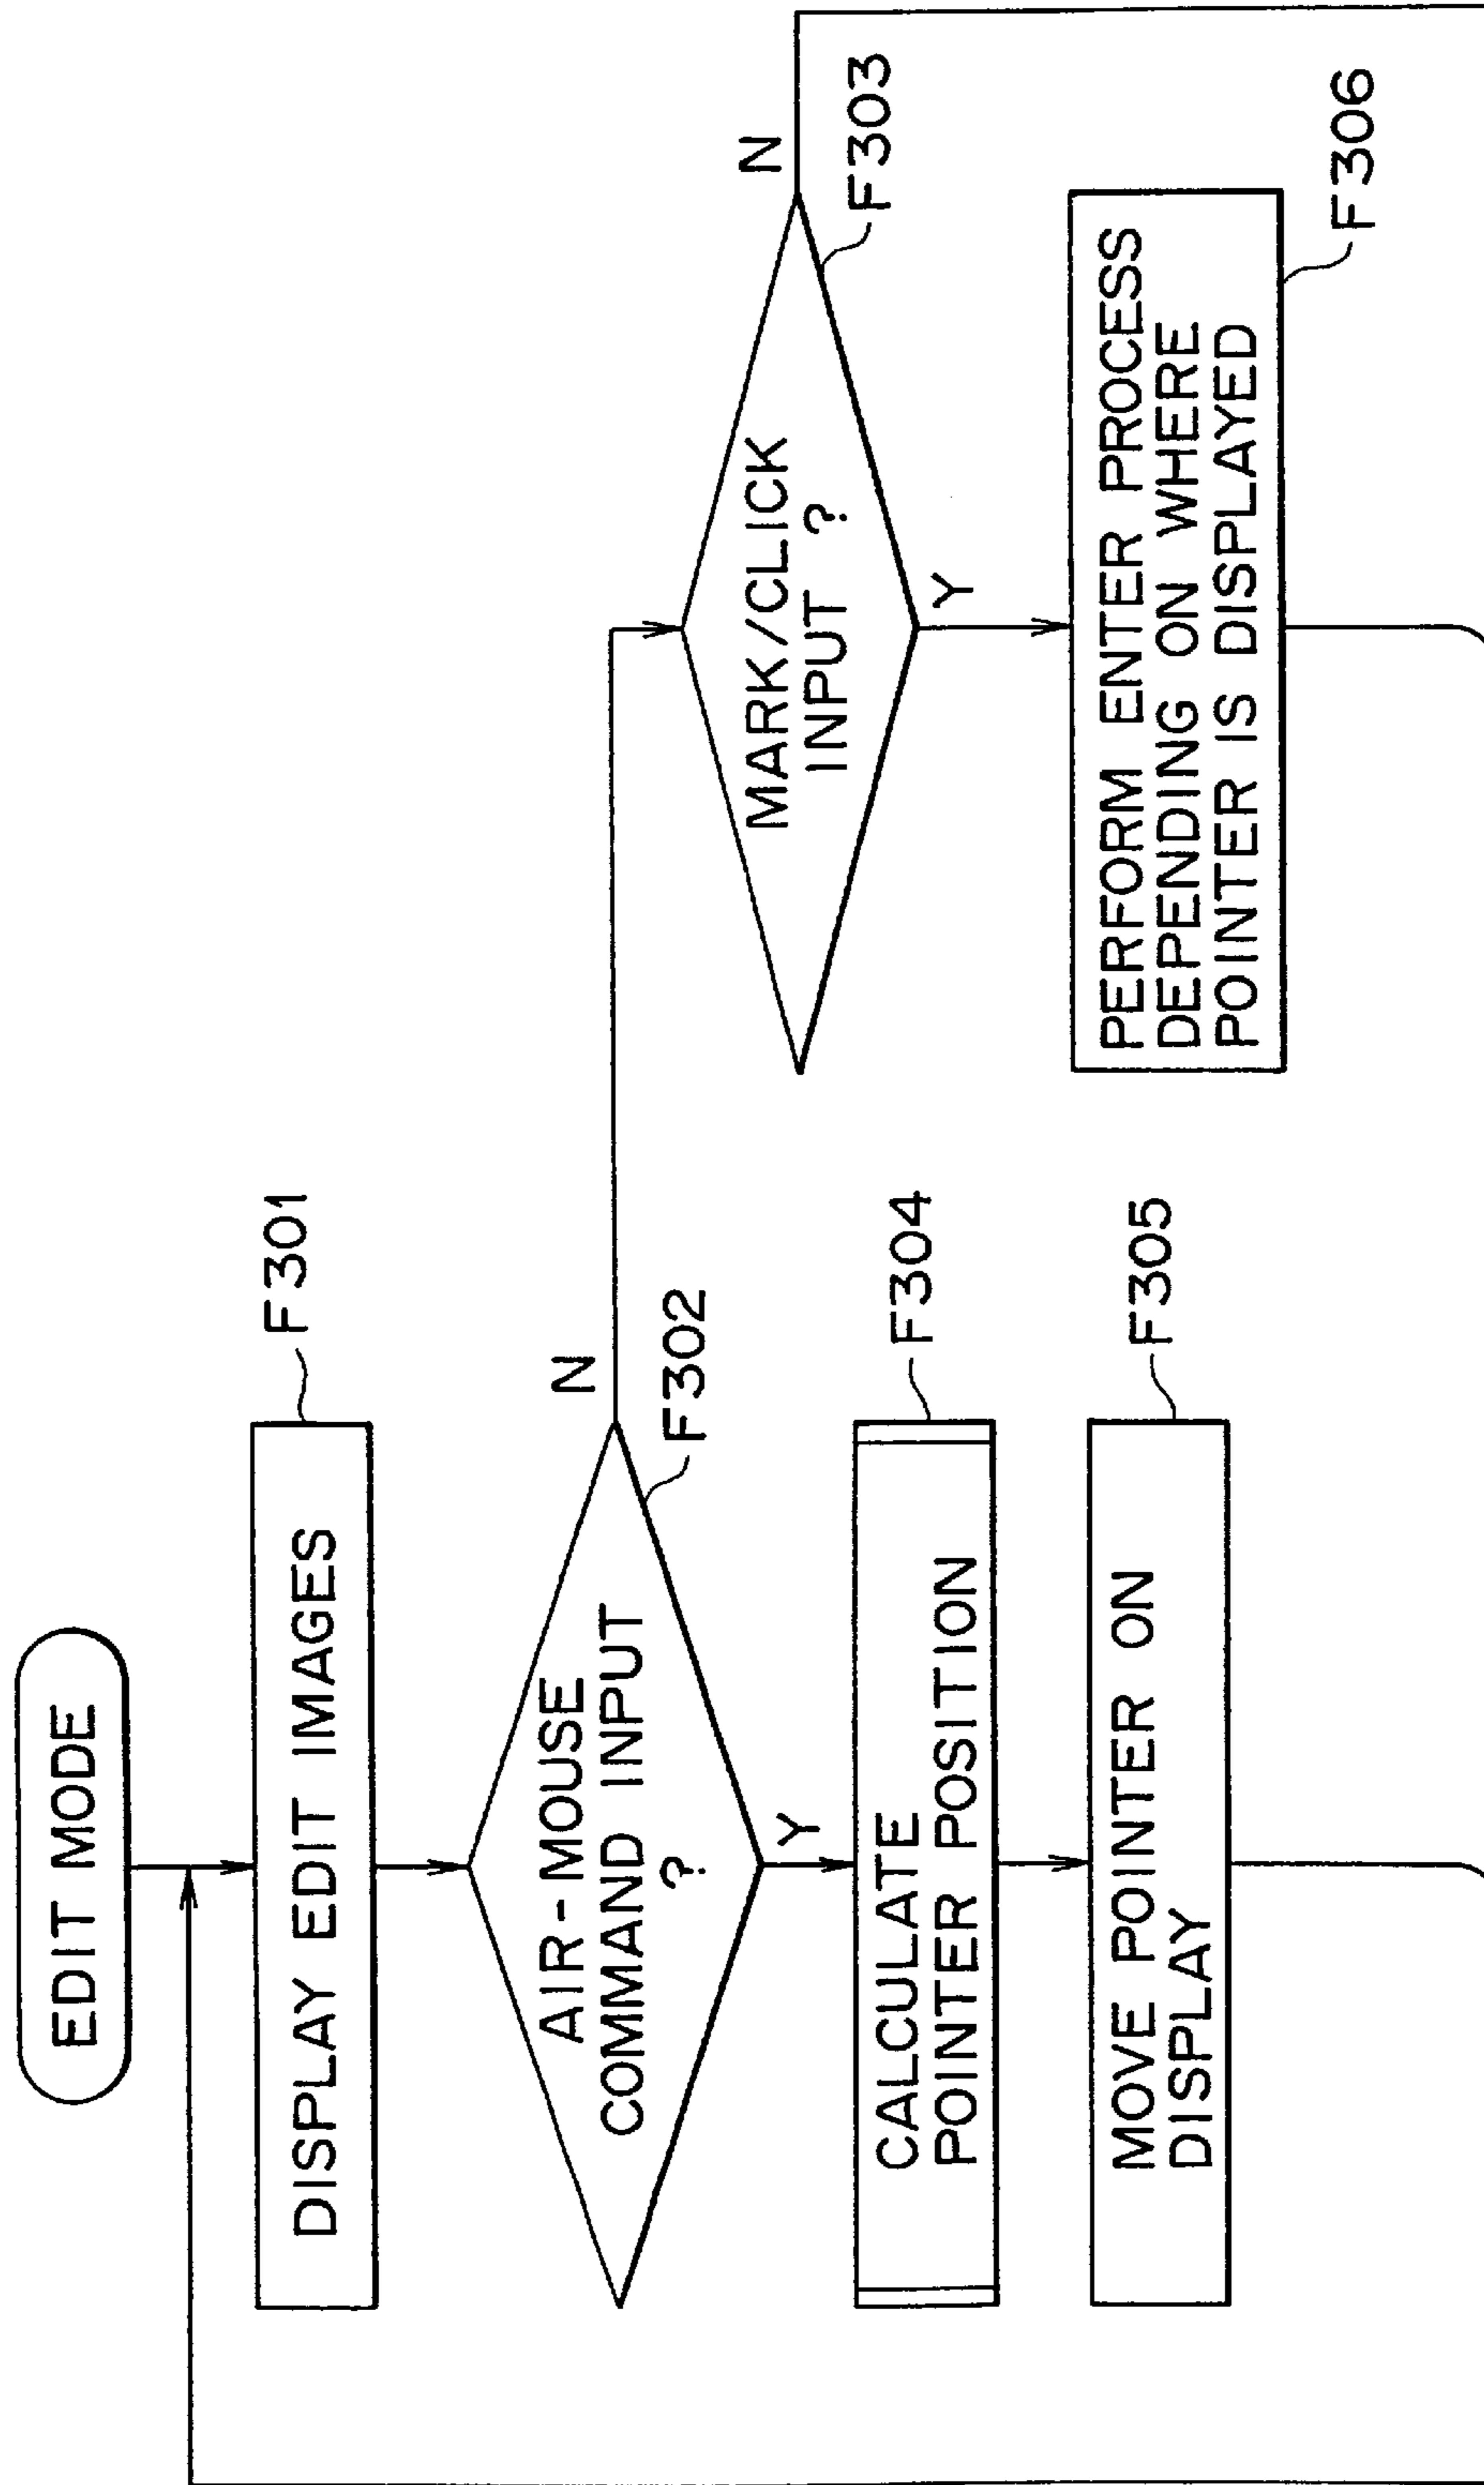 EDIT MODE
DISPLAY EDIT IMAGES
F301
AIR-MOUSE
COMMAND INPUT
?
N
F302
Y
MARK/CLICK
INPUT ?
N
F303
Y
CALCULATE
POINTER POSITION
F304
MOVE POINTER ON
DISPLAY
F305
PERFORM ENTER PROCESS
DEPENDING ON WHERE
POINTER IS DISPLAYED
F306